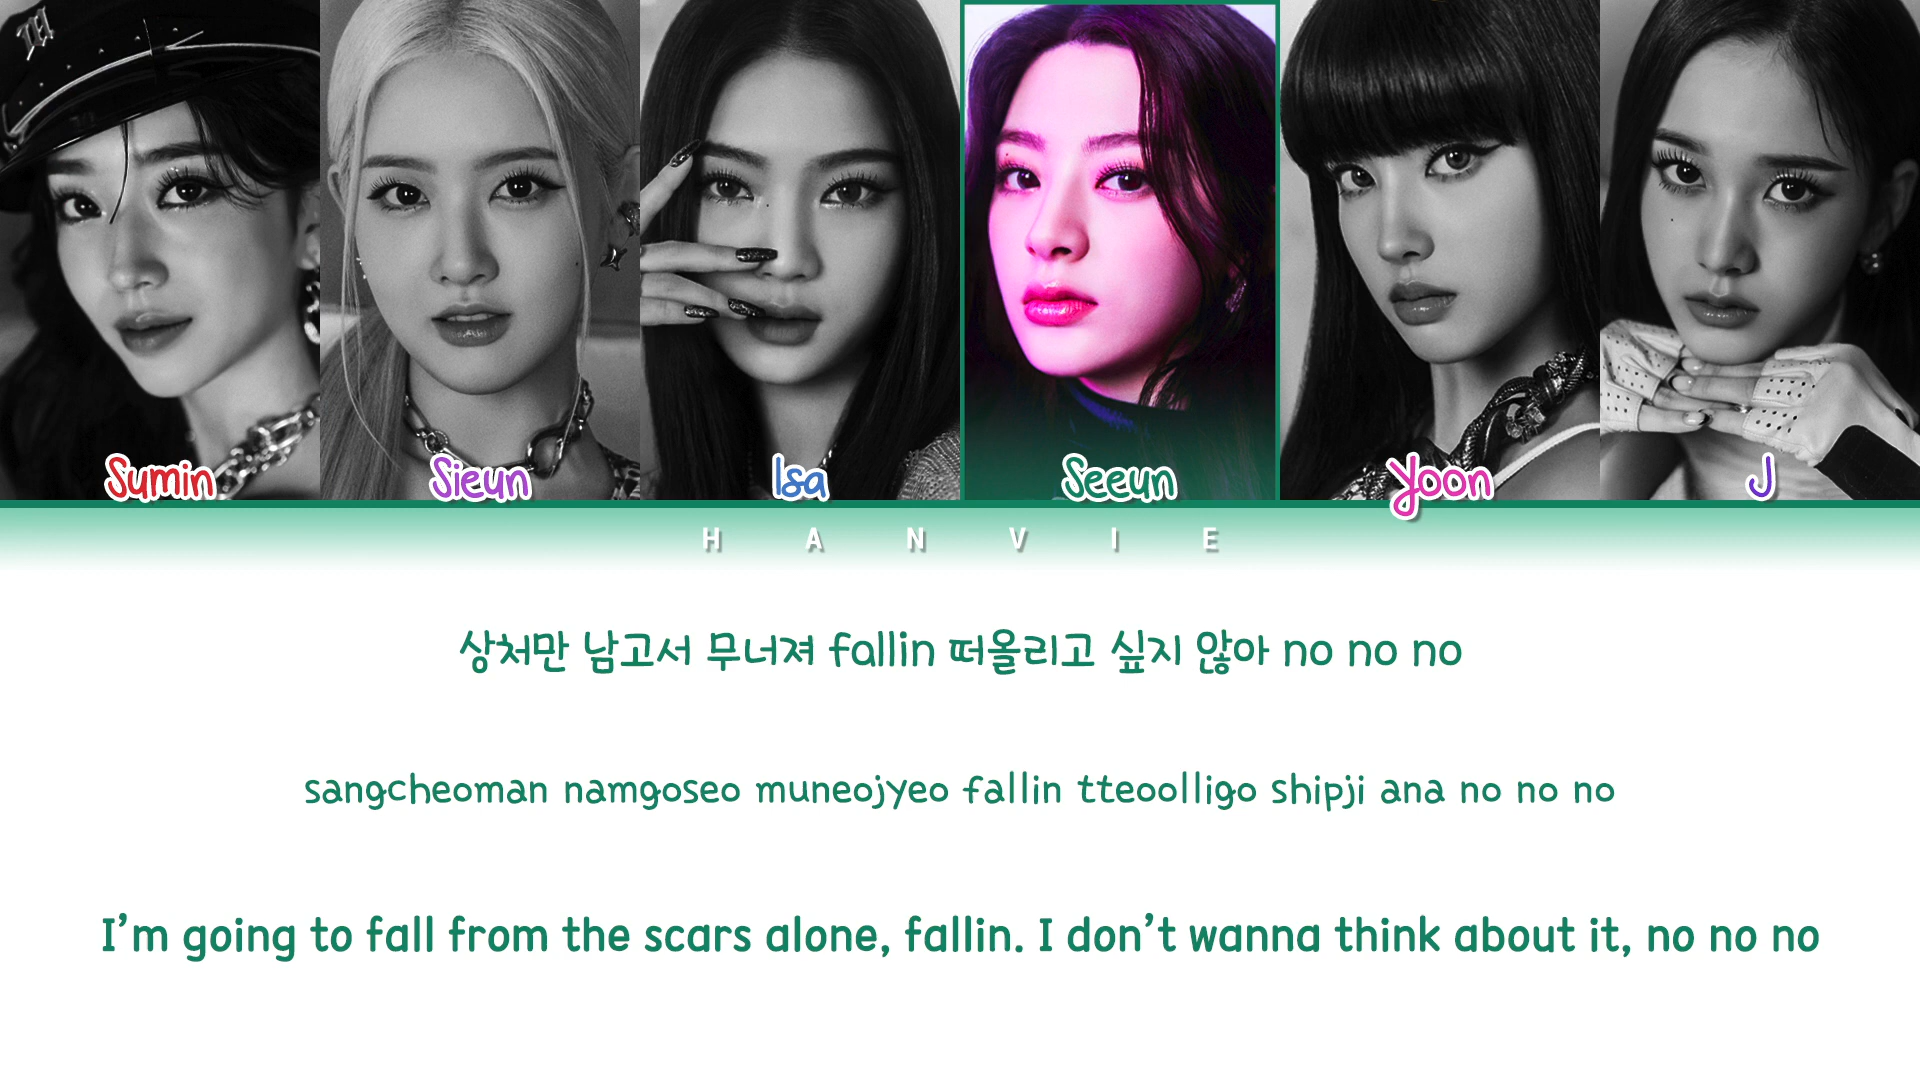 Sumin Sieun Isa Seeun Yoon J
HANVIE
상처만 남고서 무너져 fallin 떠올리고 싶지 않아 no no no
sangcheoman namgoseo muneojyeo fallin tteoolligo shipji ana no no no
I'm going to fall from the scars alone, fallin. I don't wanna think about it, no no no